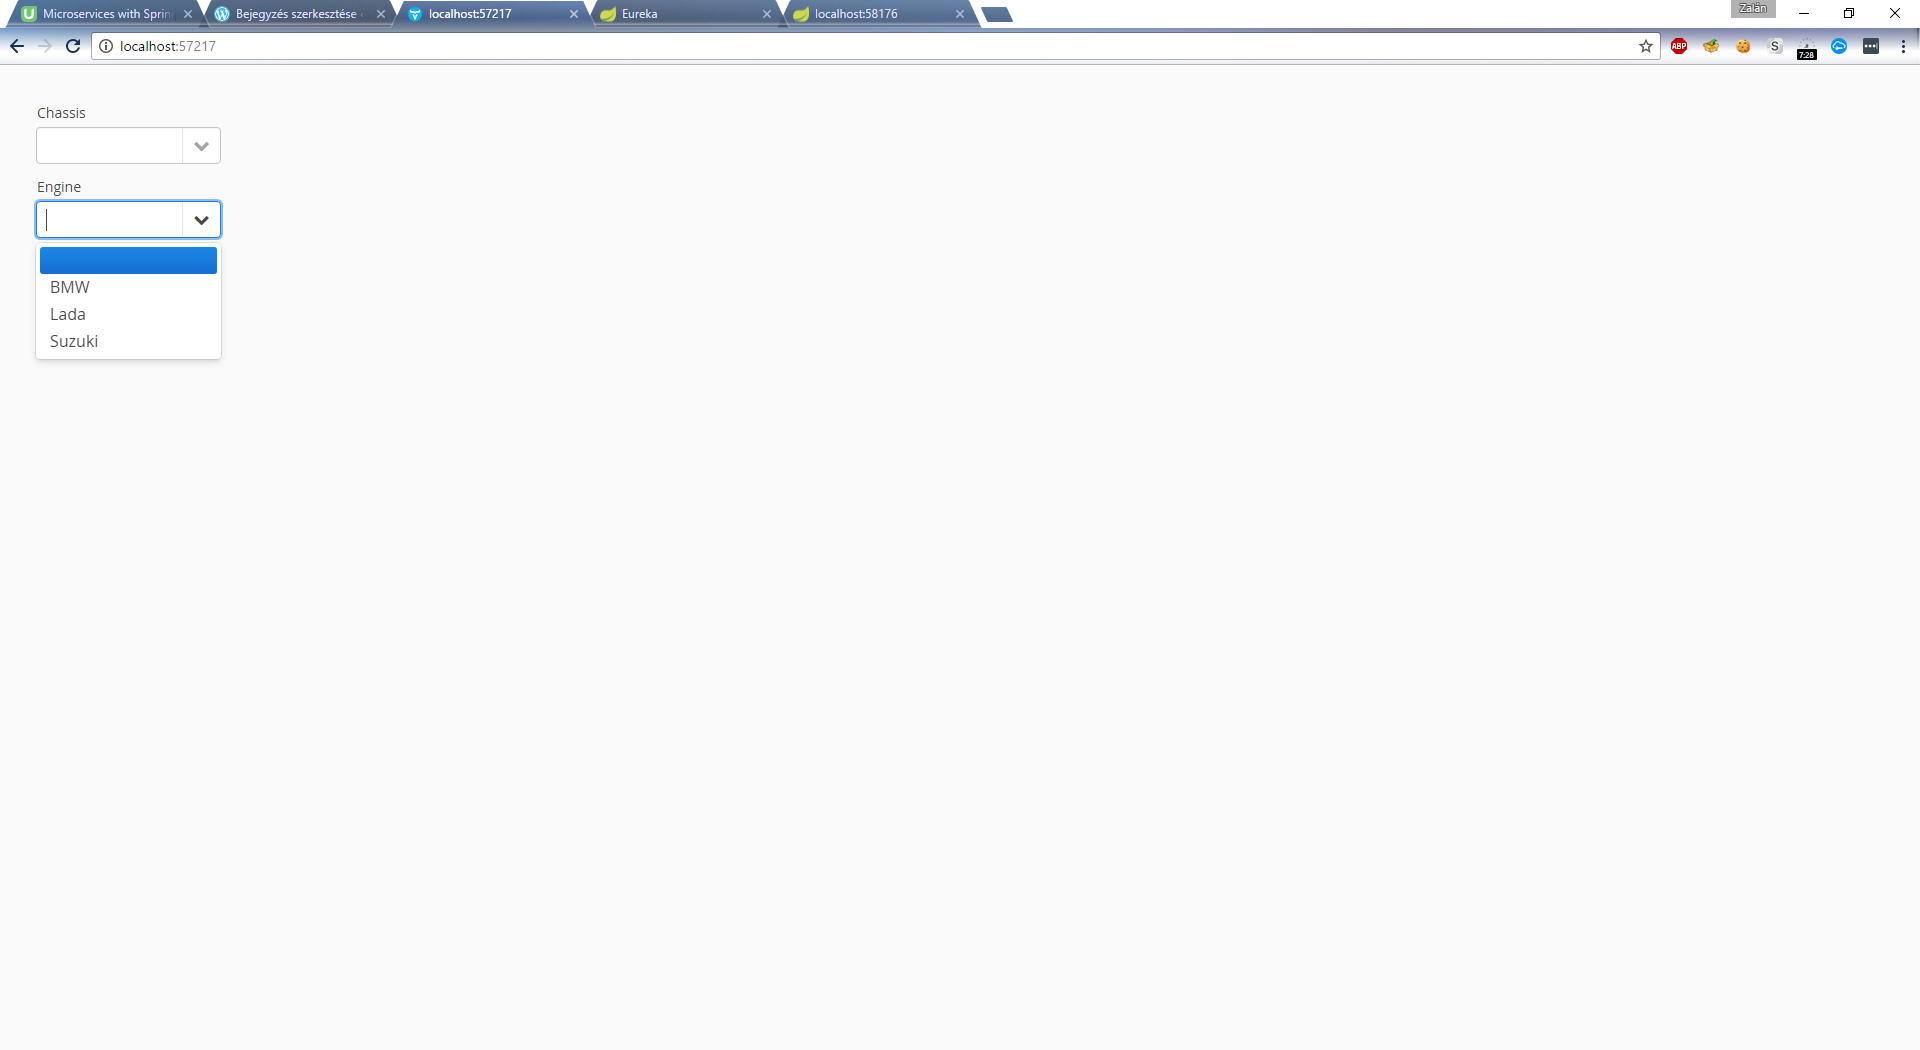 Microservices with Sprin
Bejegyzés szerkesztése
localhost:57217
Eureka
localhost:58176
Zalán
localhost:57217
ABP
S
7:28
Chassis
Engine
BMW
Lada
Suzuki